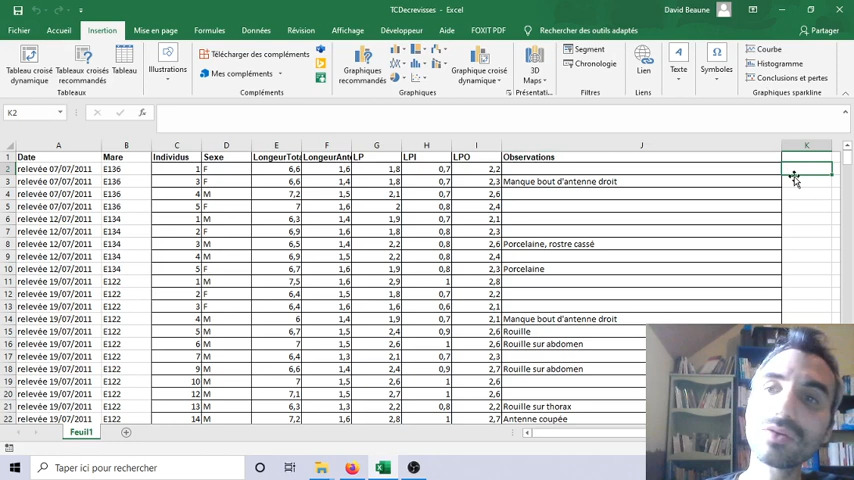 TCDecrevisses - Excel
David Beaune
Fichier Accueil Insertion Mise en page Formules Données Révision Affichage Développeur Aide FOXIT PDF Rechercher des outils adaptés Partager
Tableau croisé dynamique
Tableaux croisés recommandés
Tableau
Tableaux
Illustrations
Télécharger des compléments
Mes compléments
Compléments
Graphiques recommandés
Graphique croisé dynamique
Graphiques
3D Maps
Présentati...
Segment
Chronologie
Filtres
Lien
Liens
Texte
Symboles
Courbe
Histogramme
Conclusions et pertes
Graphiques sparkline
K2 fx
A B C D E F G H I J K
1 Date Mare Individus Sexe LongeurTota LongeurAnte LP LPI LPO Observations
2 relevée 07/07/2011 E136 1 F 6,6 1,6 1,8 0,7 2,2
3 relevée 07/07/2011 E136 3 F 6,6 1,4 1,8 0,7 2,3 Manque bout d'antenne droit
4 relevée 07/07/2011 E136 4 M 7,2 1,5 2,1 0,7 2,6
5 relevée 07/07/2011 E136 5 F 7 1,6 2 0,8 2,4
6 relevée 12/07/2011 E134 1 M 6,3 1,4 1,9 0,7 2,1
7 relevée 12/07/2011 E134 2 F 6,9 1,5 1,8 0,8 2,3
8 relevée 12/07/2011 E134 3 M 6,5 1,4 2,2 0,8 2,6 Porcelaine, rostre cassé
9 relevée 12/07/2011 E134 4 M 6,9 1,5 2,2 0,8 2,4
10 relevée 12/07/2011 E134 5 F 6,7 1,6 1,9 0,8 2,3 Porcelaine
11 relevée 19/07/2011 E122 1 M 7,5 1,6 2,9 1 2,8
12 relevée 19/07/2011 E122 2 F 6,4 1,5 1,8 0,7 2,2
13 relevée 19/07/2011 E122 3 F 6,4 1,6 1,6 0,6 2,1
14 relevée 19/07/2011 E122 4 M 6 1,4 1,9 0,7 2,1 Manque bout d'antenne droit
15 relevée 19/07/2011 E122 5 M 6,7 1,5 2,4 0,9 2,7 Rouille
16 relevée 19/07/2011 E122 6 M 7 1,5 2,6 1 2,6 Rouille sur abdomen
17 relevée 19/07/2011 E122 7 M 6,4 1,3 2,1 0,7 2,3
18 relevée 19/07/2011 E122 9 M 6,6 1,4 2,4 0,9 2,7 Rouille sur abdomen
19 relevée 19/07/2011 E122 10 M 7 1,5 2,6 1 2,6
20 relevée 19/07/2011 E122 12 M 7,1 1,5 2,6 1 2,6
21 relevée 19/07/2011 E122 13 M 6,3 1,3 2,2 0,8 2,2 Rouille sur thorax
22 relevée 19/07/2011 E122 14 M 7,2 1,6 2,8 1 2,7 Antenne coupée
Feuil1
Taper ici pour rechercher